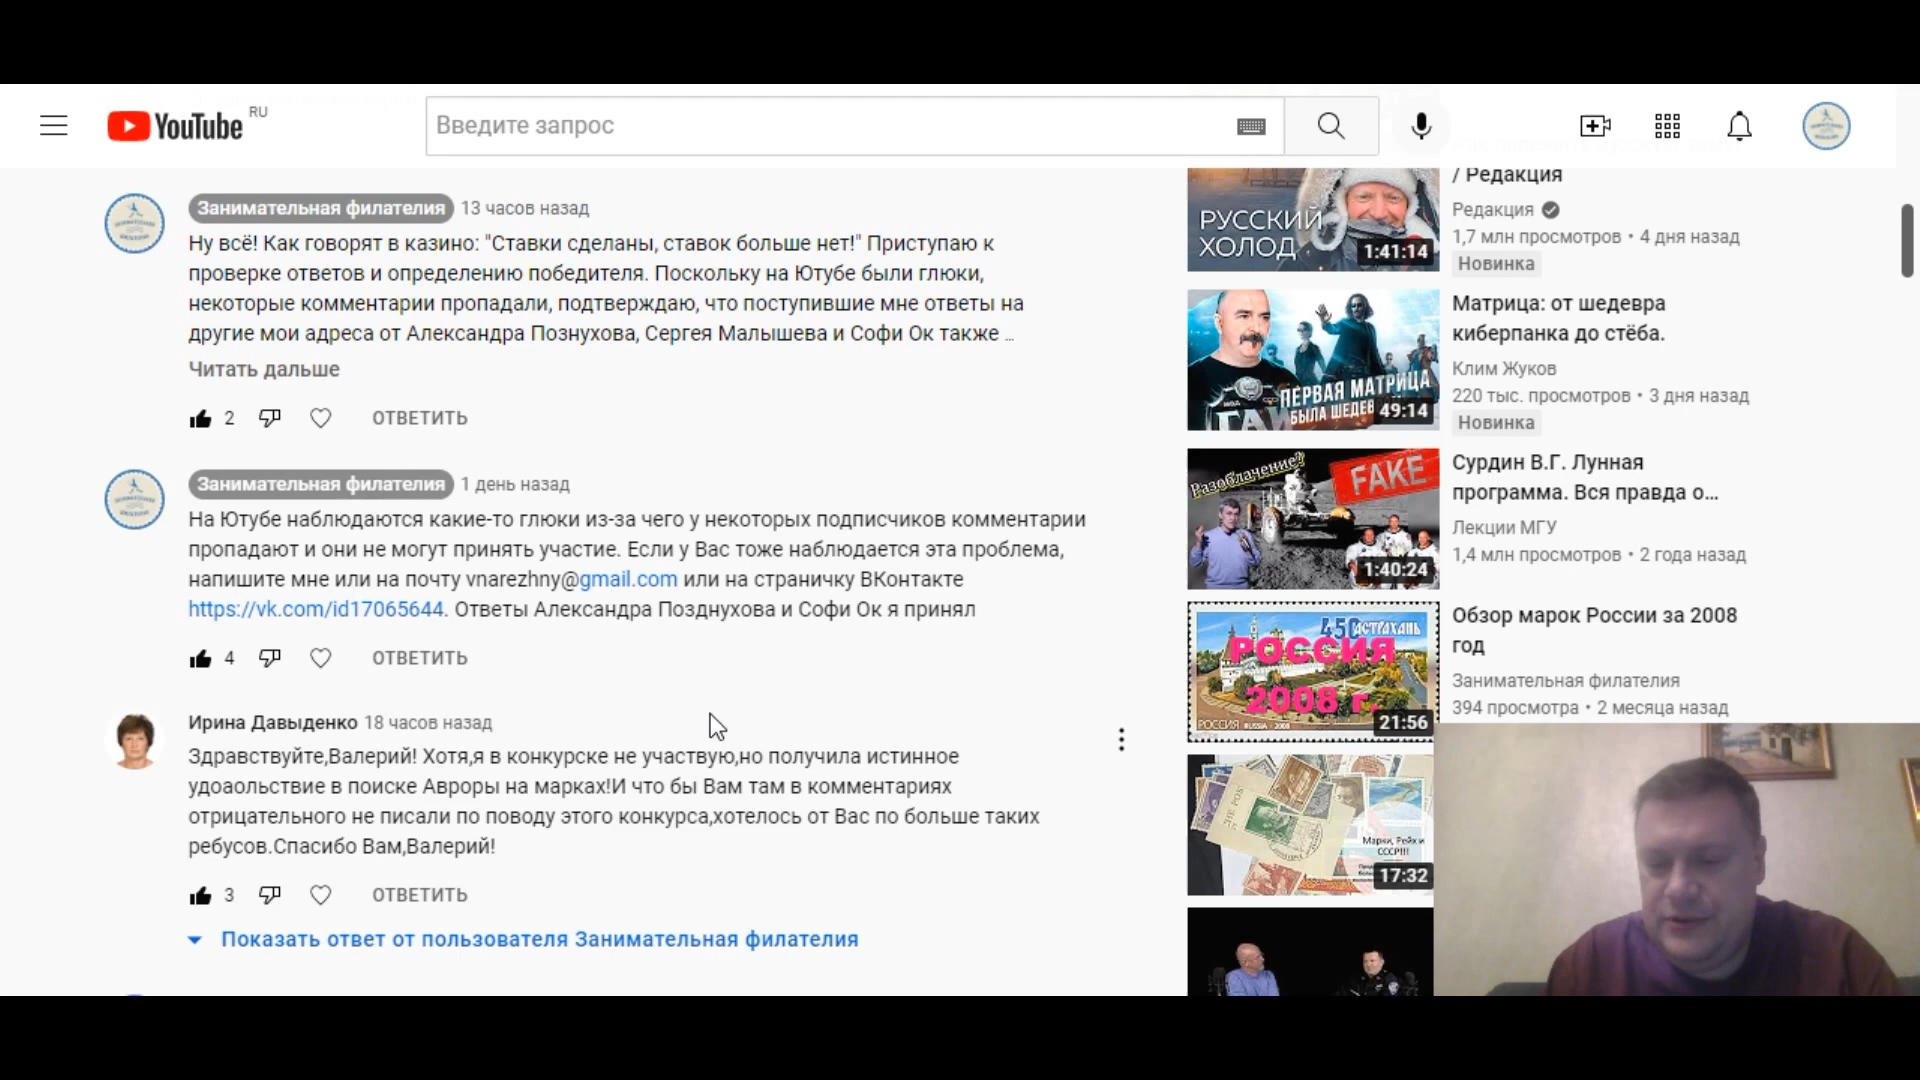 YouTube RU
Введите запрос
Занимательная филателия 13 часов назад
Ну всё! Как говорят в казино: "Ставки сделаны, ставок больше нет!" Приступаю к
проверке ответов и определению победителя. Поскольку на Ютубе были глюки,
некоторые комментарии пропадали, подтверждаю, что поступившие мне ответы на
другие мои адреса от Александра Познухова, Сергея Малышева и Софи Ок также ...
Читать дальше
2 ОТВЕТИТЬ
Занимательная филателия 1 день назад
На Ютубе наблюдаются какие-то глюки из-за чего у некоторых подписчиков комментарии
пропадают и они не могут принять участие. Если у Вас тоже наблюдается эта проблема,
напишите мне или на почту vnarezhny@gmail.com или на страничку ВКонтакте
https://vk.com/id17065644. Ответы Александра Позднухова и Софи Ок я принял
4 ОТВЕТИТЬ
Ирина Давыденко 18 часов назад
Здравствуйте,Валерий! Хотя,я в конкурсе не участвую,но получила истинное
удоаольствие в поиске Авроры на марках!И что бы Вам там в комментариях
отрицательного не писали по поводу этого конкурса,хотелось от Вас по больше таких
ребусов.Спасибо Вам,Валерий!
3 ОТВЕТИТЬ
Показать ответ от пользователя Занимательная филателия
РУССКИЙ
ХОЛОД
1:41:14
/ Редакция
Редакция
1,7 млн просмотров • 4 дня назад
Новинка
ПЕРВАЯ МАТРИЦА
БЫЛА ШЕДЕВ
49:14
Матрица: от шедевра
киберпанка до стёба.
Клим Жуков
220 тыс. просмотров • 3 дня назад
Новинка
Разоблачение?
FAKE
1:40:24
Сурдин В.Г. Лунная
программа. Вся правда о...
Лекции МГУ
1,4 млн просмотров • 2 года назад
450 АСТРАХАНЬ
РОССИЯ
2008 г.
РОССИЯ RUSSIA • 2008
21:56
Обзор марок России за 2008
год
Занимательная филателия
394 просмотра • 2 месяца назад
Марки, Рейх и
СССР!!!
17:32